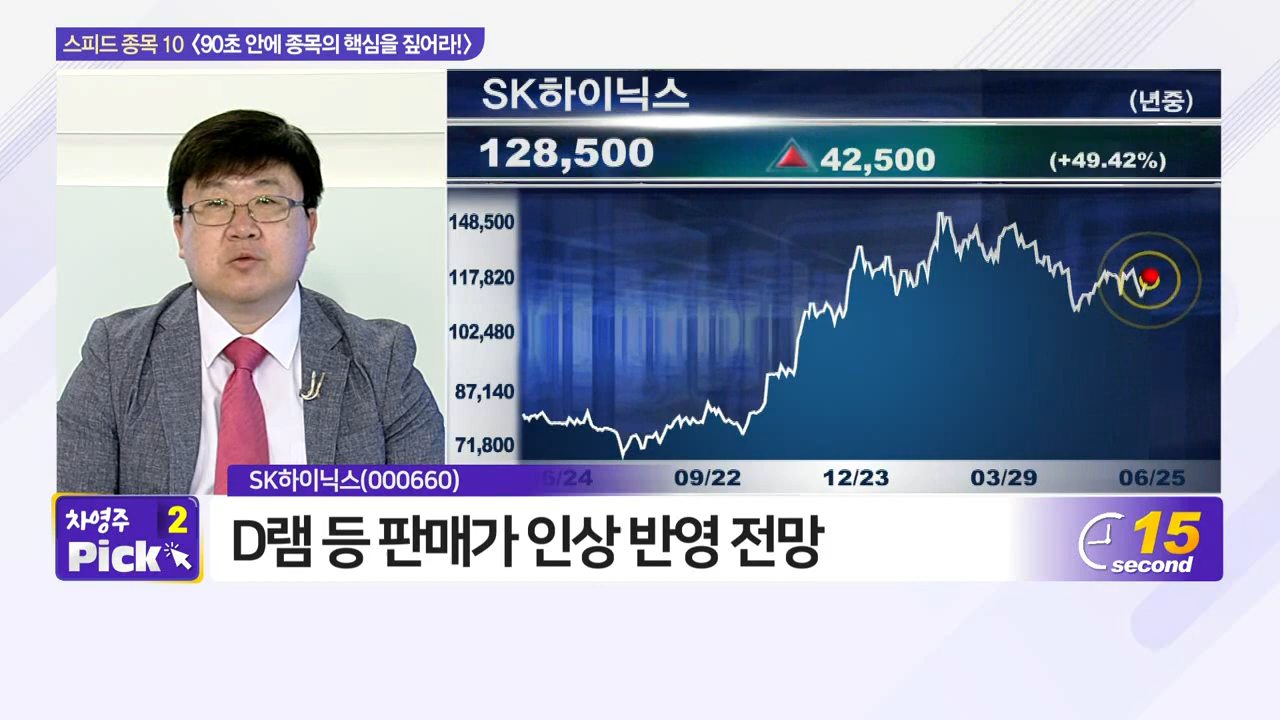 스피드 종목 10 <90초 안에 종목의 핵심을 짚어라!>
SK하이닉스
(년중)
128,500 ▲ 42,500 (+49.42%)
148,500
117,820
102,480
87,140
71,800
06/24 09/22 12/23 03/29 06/25
SK하이닉스(000660)
차영주 2
Pick
D램 등 판매가 인상 반영 전망
15
second